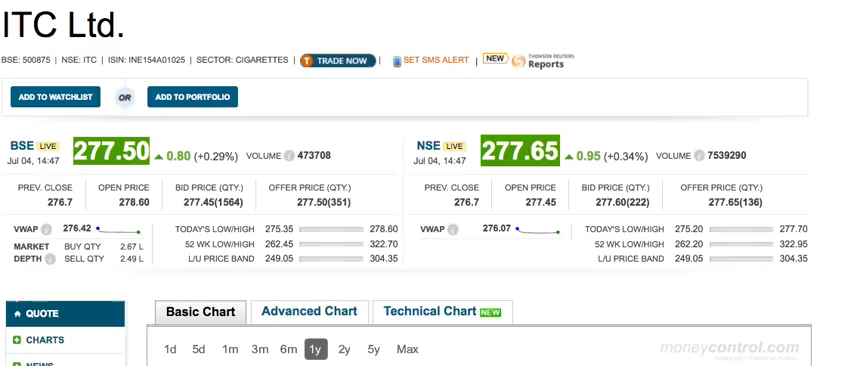 ITC Ltd.
BSE: 500875 | NSE: ITC | ISIN: INE154A01025 | SECTOR: CIGARETTES | T TRADE NOW | SET SMS ALERT | NEW THOMSON REUTERS Reports
ADD TO WATCHLIST OR ADD TO PORTFOLIO
BSE LIVE 277.50 0.80 (+0.29%) VOLUME i 473708
Jul 04, 14:47
PREV. CLOSE OPEN PRICE BID PRICE (QTY.) OFFER PRICE (QTY.)
276.7 278.60 277.45(1564) 277.50(351)
VWAP i 276.42 TODAY'S LOW/HIGH 275.35 278.60
MARKET BUY QTY 2.67 L 52 WK LOW/HIGH 262.45 322.70
DEPTH i SELL QTY 2.49 L L/U PRICE BAND 249.05 304.35
NSE LIVE 277.65 0.95 (+0.34%) VOLUME i 7539290
Jul 04, 14:47
PREV. CLOSE OPEN PRICE BID PRICE (QTY.) OFFER PRICE (QTY.)
276.7 277.45 277.60(222) 277.65(136)
VWAP i 276.07 TODAY'S LOW/HIGH 275.20 277.70
52 WK LOW/HIGH 262.20 322.95
L/U PRICE BAND 249.05 304.35
QUOTE
CHARTS
NEWS
Basic Chart Advanced Chart Technical Chart NEW
1d 5d 1m 3m 6m 1y 2y 5y Max
moneycontrol.com